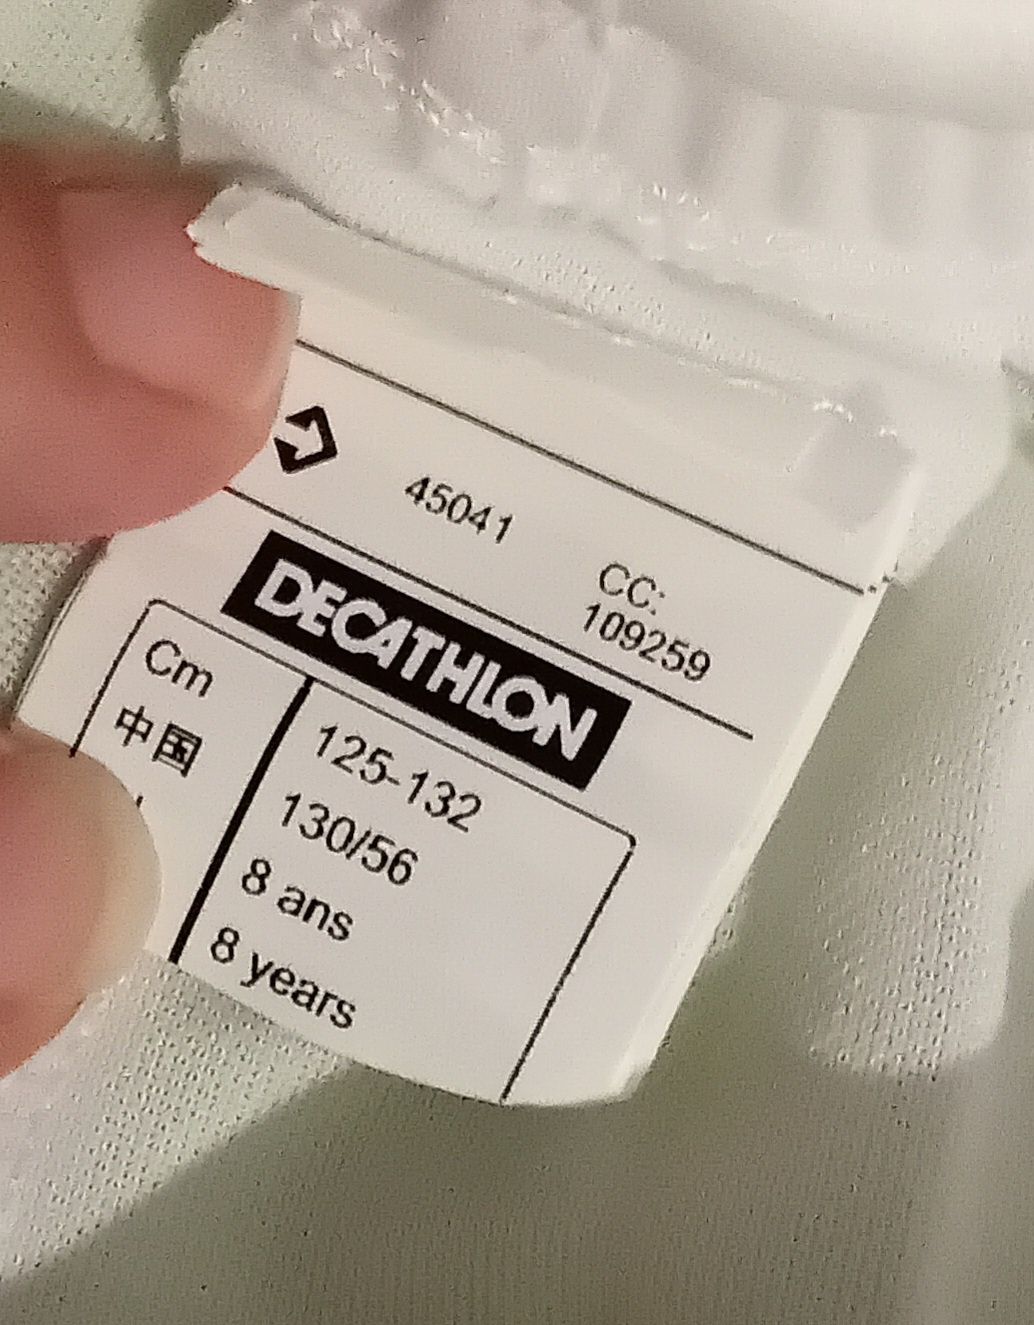 45041
CC:
109259
DECATHLON
Cm 125-132
中国 130/56
8 ans
8 years